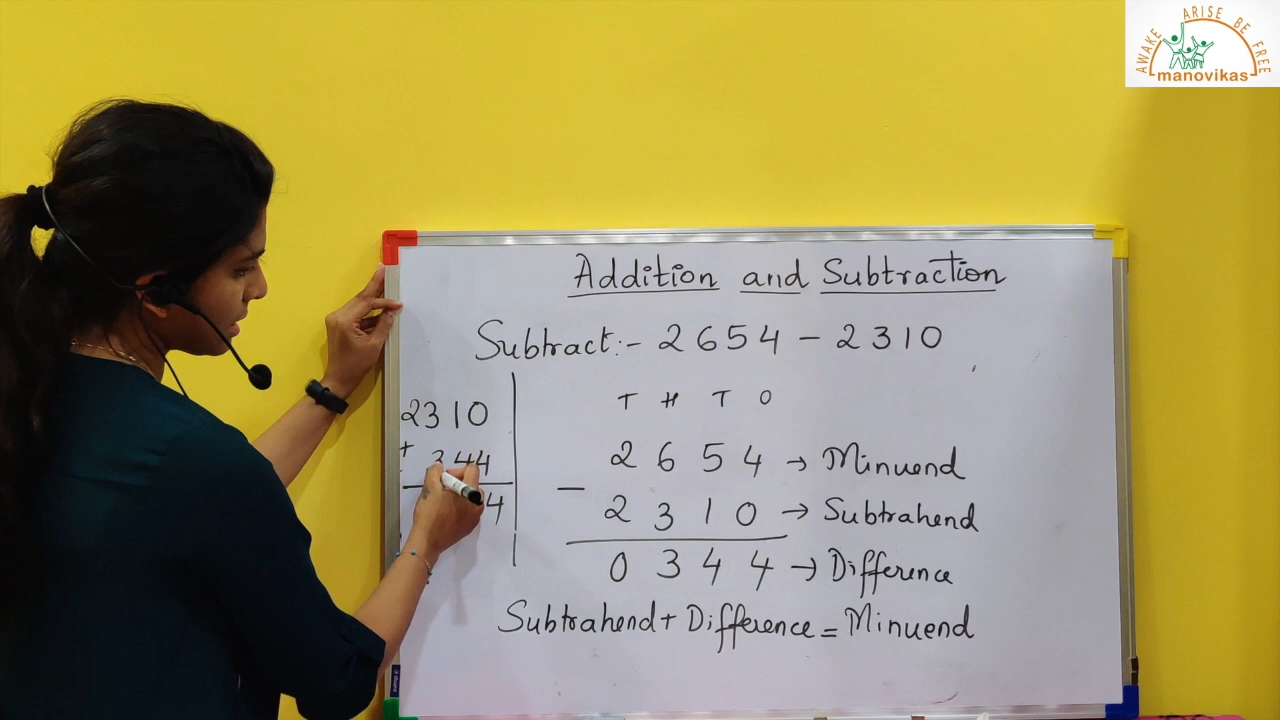 AWAKE ARISE BE FREE
manovikas
Addition and Subtraction
Subtract:- 2654 - 2310
2310
+ 344
4
T H T O
2 6 5 4 → Minuend
- 2 3 1 0 → Subtrahend
0 3 4 4 → Difference
Subtrahend + Difference = Minuend